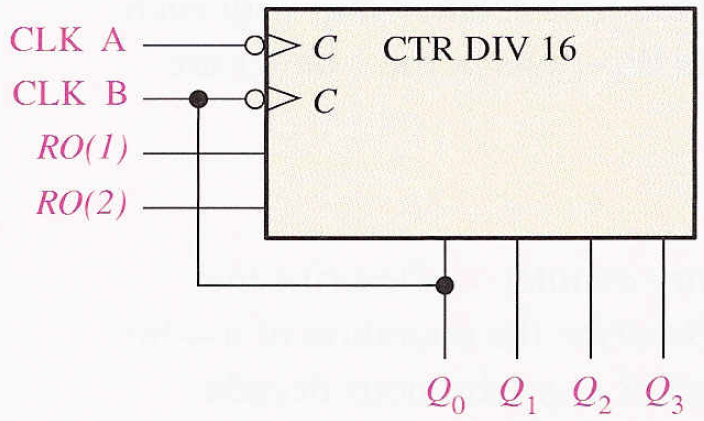 CLK A
C
CTR DIV 16
CLK B
C
RO(1)
RO(2)
Q0 Q1 Q2 Q3